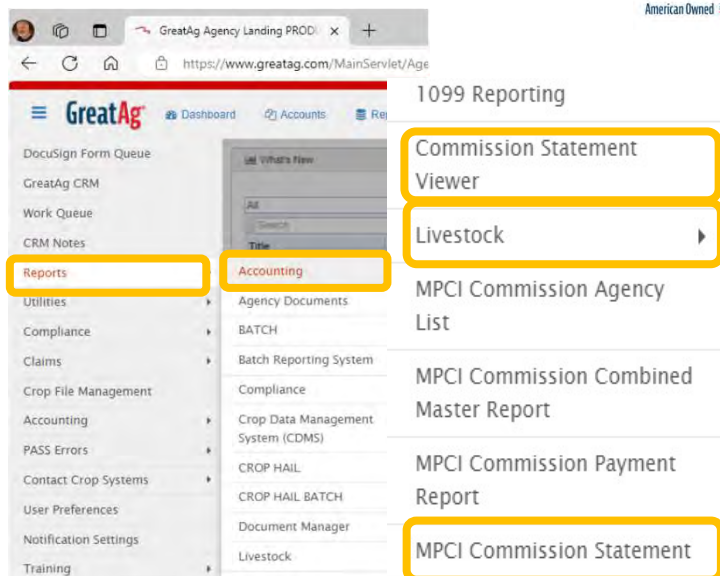 American Owned
GreatAg Agency Landing PROD
https://www.greatag.com/MainServlet/Age
GreatAg
Dashboard
Accounts
Re
DocuSign Form Queue
GreatAg CRM
Work Queue
CRM Notes
Reports
Utilities
Compliance
Claims
Crop File Management
Accounting
PASS Errors
Contact Crop Systems
User Preferences
Notification Settings
Training
What's New
All
Search
Title
Accounting
Agency Documents
BATCH
Batch Reporting System
Compliance
Crop Data Management
System (CDMS)
CROP HAIL
CROP HAIL BATCH
Document Manager
Livestock
1099 Reporting
Commission Statement
Viewer
Livestock
MPCI Commission Agency
List
MPCI Commission Combined
Master Report
MPCI Commission Payment
Report
MPCI Commission Statement